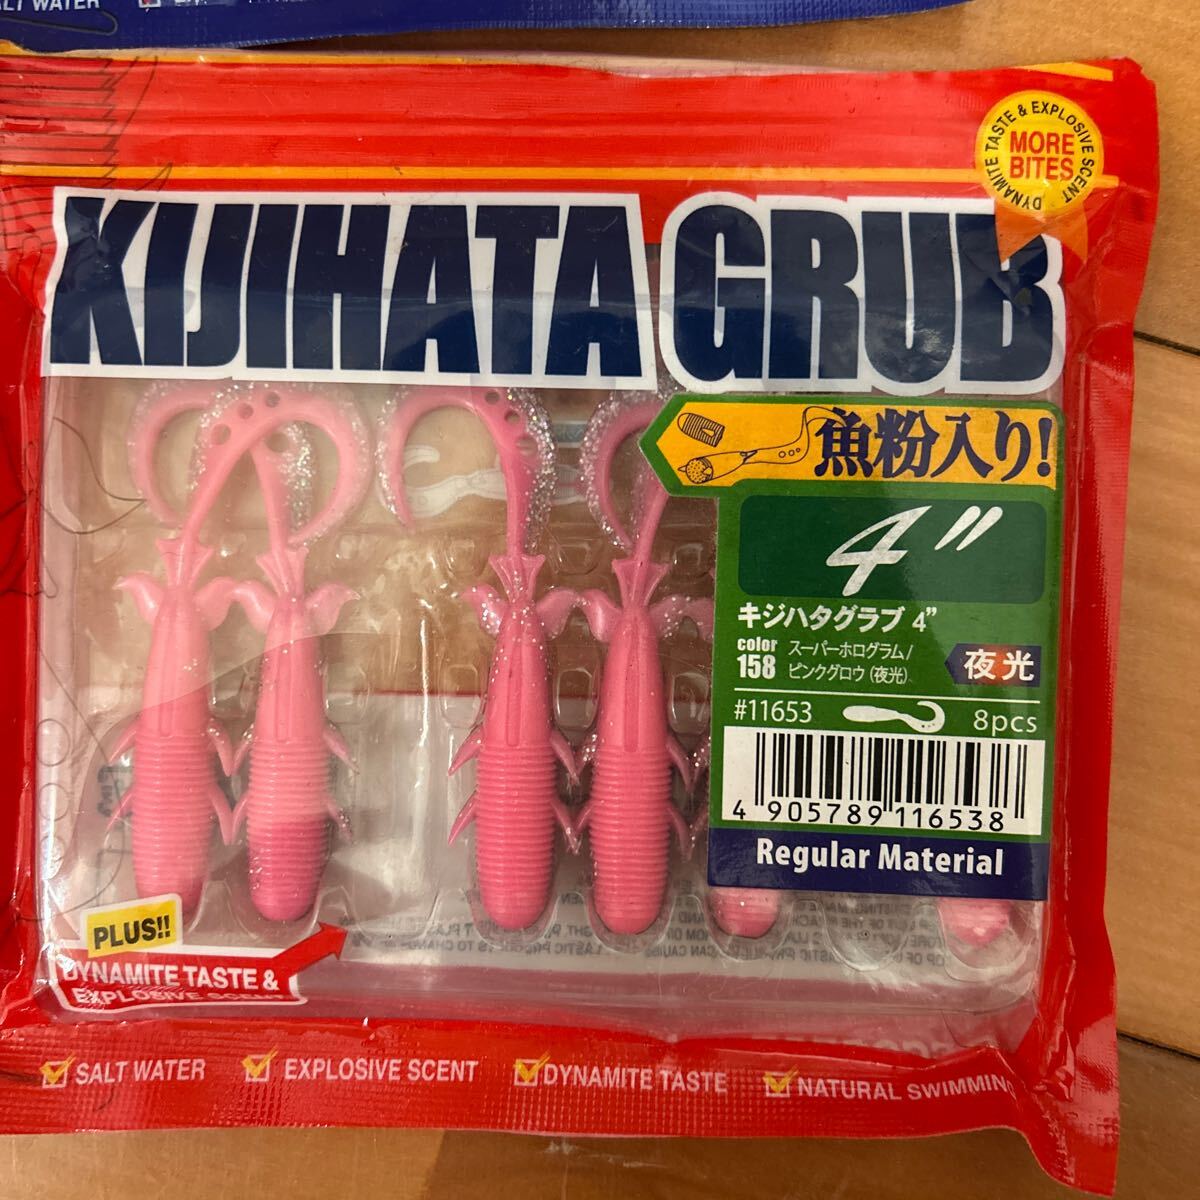 SALT WATER
DYNAMITE TASTE & EXPLOSIVE SCENT
MORE
BITES
KIJIHATA GRUB
魚粉入り!
4"
キジハタグラブ 4"
color
158
スーパーホログラム/
ピンクグロウ(夜光)
夜光
#11653
8pcs
4 905789 116538
Regular Material
PLUS!!
DYNAMITE TASTE &
EXPLOSIVE SCENT
SALT WATER
EXPLOSIVE SCENT
DYNAMITE TASTE
NATURAL SWIMMING